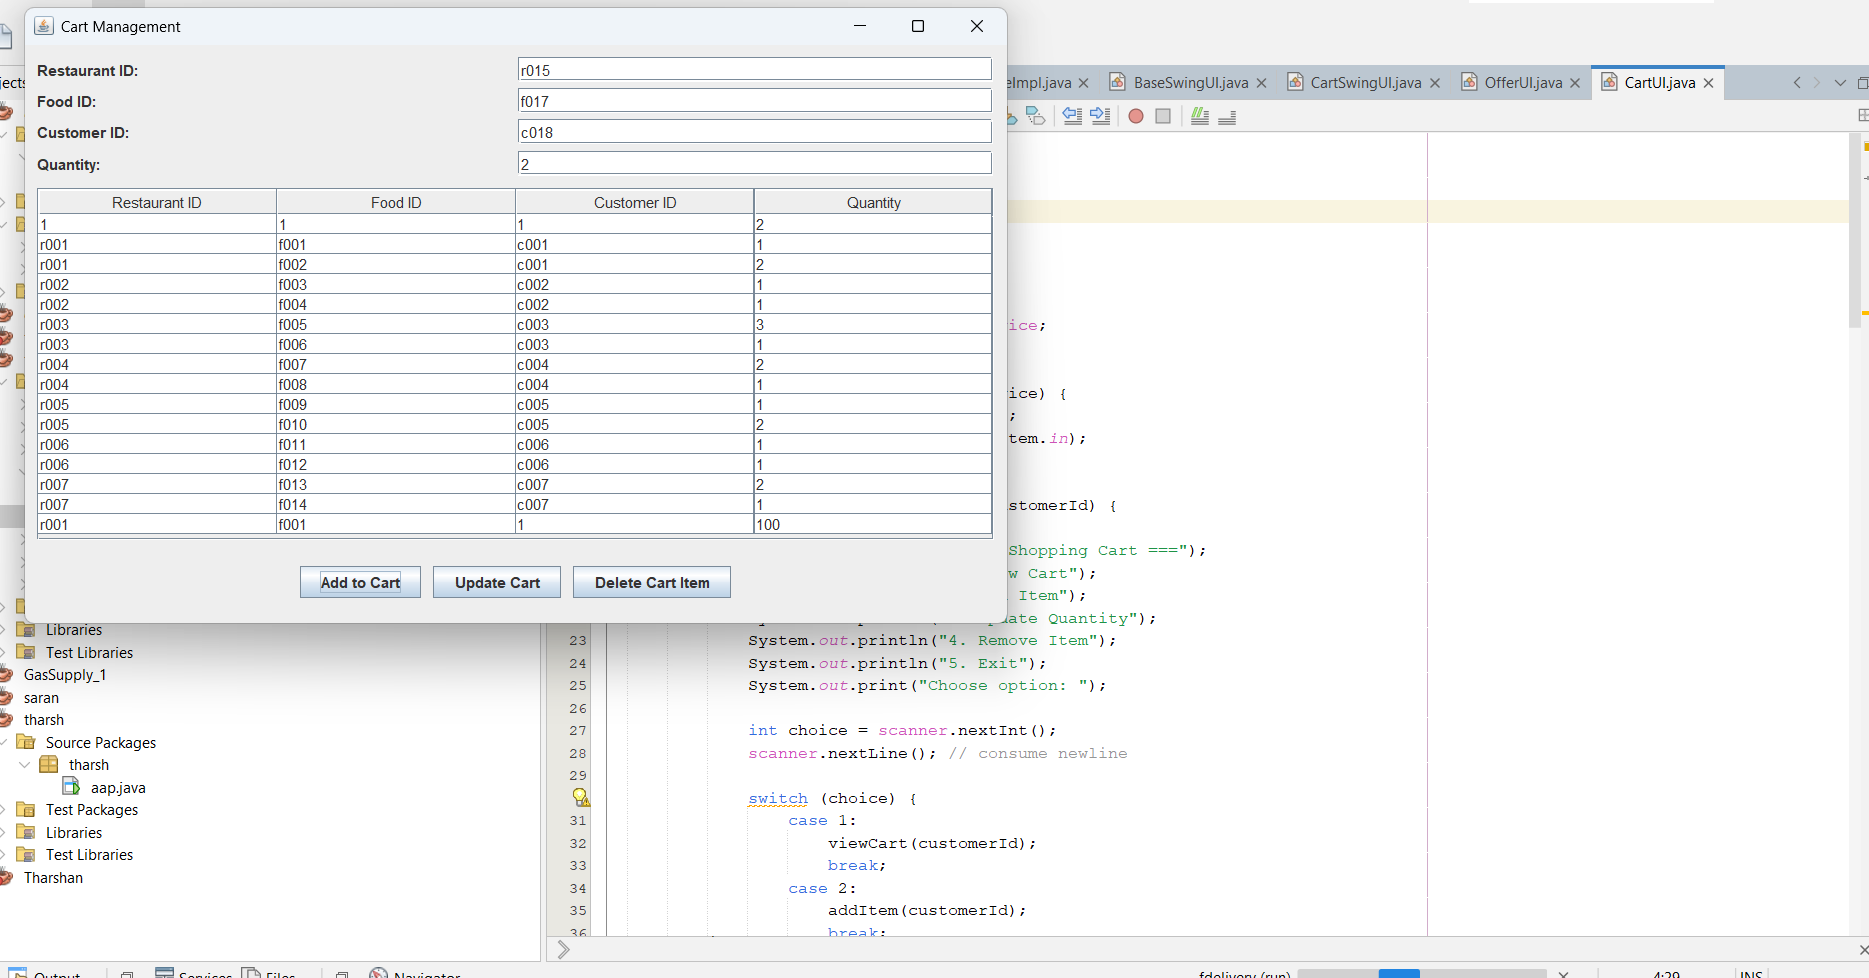 Cart Management
Restaurant ID: r015
Food ID: f017
Customer ID: c018
Quantity: 2
Restaurant ID Food ID Customer ID Quantity
1 1 1 2
r001 f001 c001 1
r001 f002 c001 2
r002 f003 c002 1
r002 f004 c002 1
r003 f005 c003 3
r003 f006 c003 1
r004 f007 c004 2
r004 f008 c004 1
r005 f009 c005 1
r005 f010 c005 2
r006 f011 c006 1
r006 f012 c006 1
r007 f013 c007 2
r007 f014 c007 1
r001 f001 1 100
Add to Cart Update Cart Delete Cart Item
eImpl.java BaseSwingUI.java CartSwingUI.java OfferUI.java CartUI.java
ice;
ice) {
;
tem.in);
stomerId) {
Shopping Cart ===");
w Cart");
Item");
ate Quantity");
23 System.out.println("4. Remove Item");
24 System.out.println("5. Exit");
25 System.out.print("Choose option: ");
26
27 int choice = scanner.nextInt();
28 scanner.nextLine(); // consume newline
29
switch (choice) {
31 case 1:
32 viewCart(customerId);
33 break;
34 case 2:
35 addItem(customerId);
36 break;
jects
Libraries
Test Libraries
GasSupply_1
saran
tharsh
Source Packages
tharsh
aap.java
Test Packages
Libraries
Test Libraries
Tharshan
Output Services Files Navigator fdelivery (run) 4:29 INS